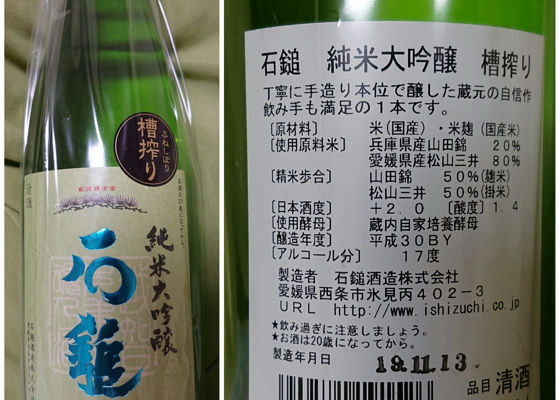 槽搾り
ふねしぼり
純米大吟醸
清酒
石鎚 純米大吟醸 槽搾り
丁寧に手造り本位で醸した蔵元の自信作
飲み手も満足の1本です。
[原材料] 米(国産)・米麹(国産米)
[使用原料米] 兵庫県産山田錦 20%
愛媛県産松山三井 80%
[精米歩合] 山田錦 50%(麹米)
松山三井 50%(掛米)
[日本酒度] +2.0 [酸度]1.4
[使用酵母] 蔵内自家培養酵母
[醸造年度] 平成30BY
[アルコール分] 17度
製造者 石鎚酒造株式会社
愛媛県西条市氷見丙402-3
URL http://www.ishizuchi.co.jp
★飲み過ぎに注意しましょう。
★お酒は20歳になってから。
製造年月日 19.11.13
品目 清酒